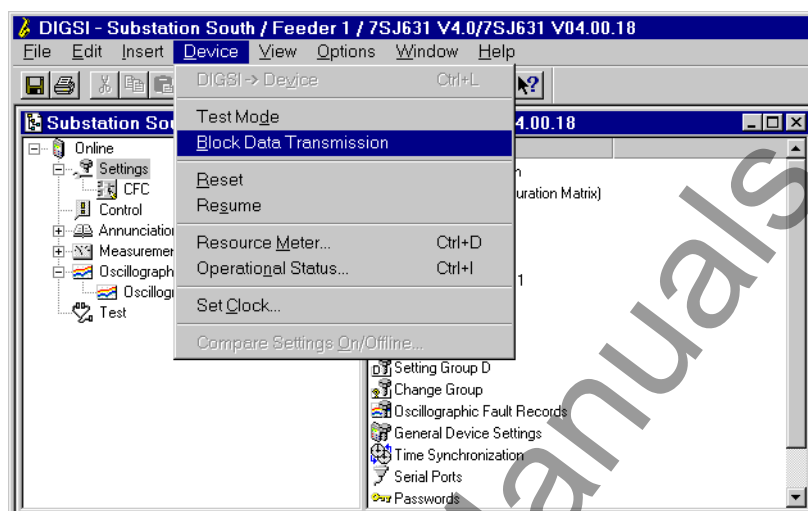 DIGSI - Substation South / Feeder 1 / 7SJ631 V4.0/7SJ631 V04.00.18
File Edit Insert Device View Options Window Help
DIGSI -> Device Ctrl+L
Test Mode
Block Data Transmission
Reset
Resume
Resource Meter... Ctrl+D
Operational Status... Ctrl+I
Set Clock...
Compare Settings On/Offline...
Substation Sou
4.00.18
Online
Settings
CFC
Control
Annunciation
Measuremen
Oscillograph
Oscillogr
Test
n
uration Matrix)
1
Setting Group D
Change Group
Oscillographic Fault Records
General Device Settings
Time Synchronization
Serial Ports
Passwords
anuals